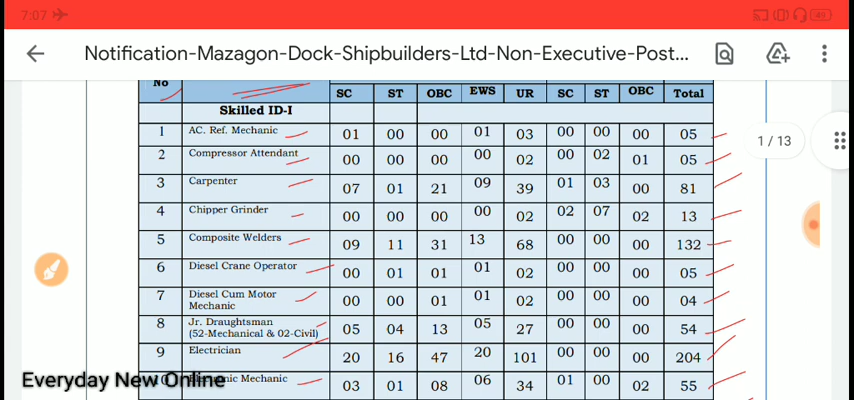 7:07
Notification-Mazagon-Dock-Shipbuilders-Ltd-Non-Executive-Post...
No SC ST OBC EWS UR SC ST OBC Total
Skilled ID-I
1 AC. Ref. Mechanic 01 00 00 01 03 00 00 00 05
1 / 13
2 Compressor Attendant 00 00 00 00 02 00 02 01 05
3 Carpenter 07 01 21 09 39 01 03 00 81
4 Chipper Grinder 00 00 00 00 02 02 07 02 13
5 Composite Welders 09 11 31 13 68 00 00 00 132
6 Diesel Crane Operator 00 01 01 01 02 00 00 00 05
7 Diesel Cum Motor Mechanic 00 00 01 01 02 00 00 00 04
8 Jr. Draughtsman (52-Mechanical & 02-Civil) 05 04 13 05 27 00 00 00 54
9 Electrician 20 16 47 20 101 00 00 00 204
Mechanic 03 01 08 06 34 01 00 02 55
Everyday New Online